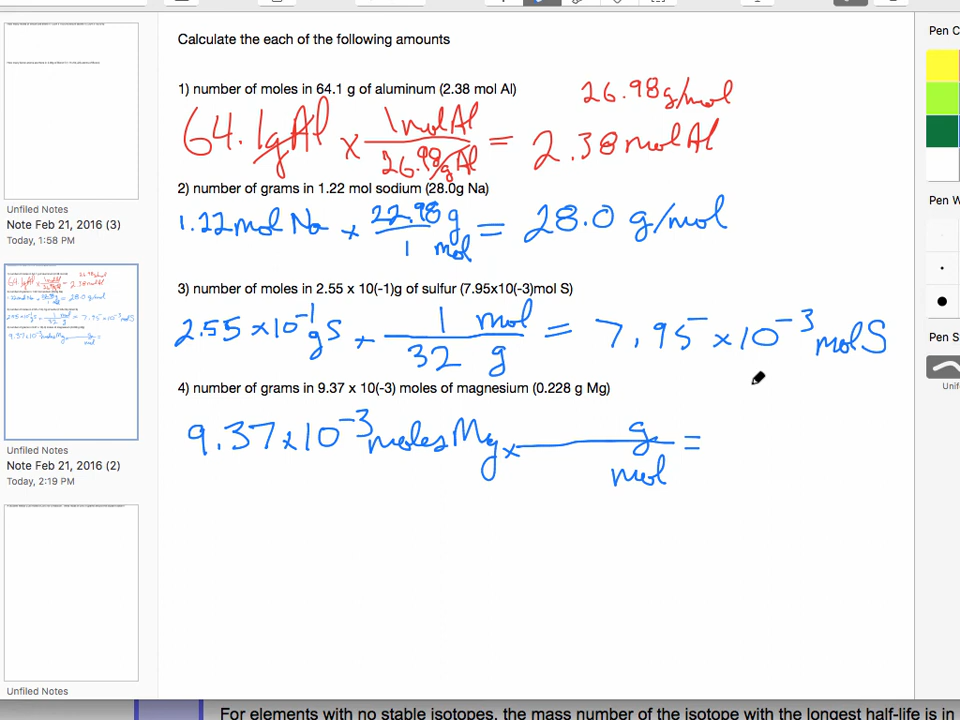 Calculate the each of the following amounts
Pen C
1) number of moles in 64.1 g of aluminum (2.38 mol Al)
26.98 g/mol
64.1 g Al x 1 mol Al / 26.98 g Al = 2.38 mol Al
2) number of grams in 1.22 mol sodium (28.0g Na)
Pen W
Unfiled Notes
Note Feb 21, 2016 (3)
Today, 1:58 PM
1.22 mol Na x 22.98 g / 1 mol = 28.0 g/mol
3) number of moles in 2.55 x 10(-1)g of sulfur (7.95x10(-3)mol S)
2.55 x 10⁻¹ g S x 1 mol / 32 g = 7.95 x 10⁻³ mol S
Pen S
Unifi
4) number of grams in 9.37 x 10(-3) moles of magnesium (0.228 g Mg)
9.37 x 10⁻³ moles Mg x g / mol =
Unfiled Notes
Note Feb 21, 2016 (2)
Today, 2:19 PM
Unfiled Notes
For elements with no stable isotopes, the mass number of the isotope with the longest half-life is in